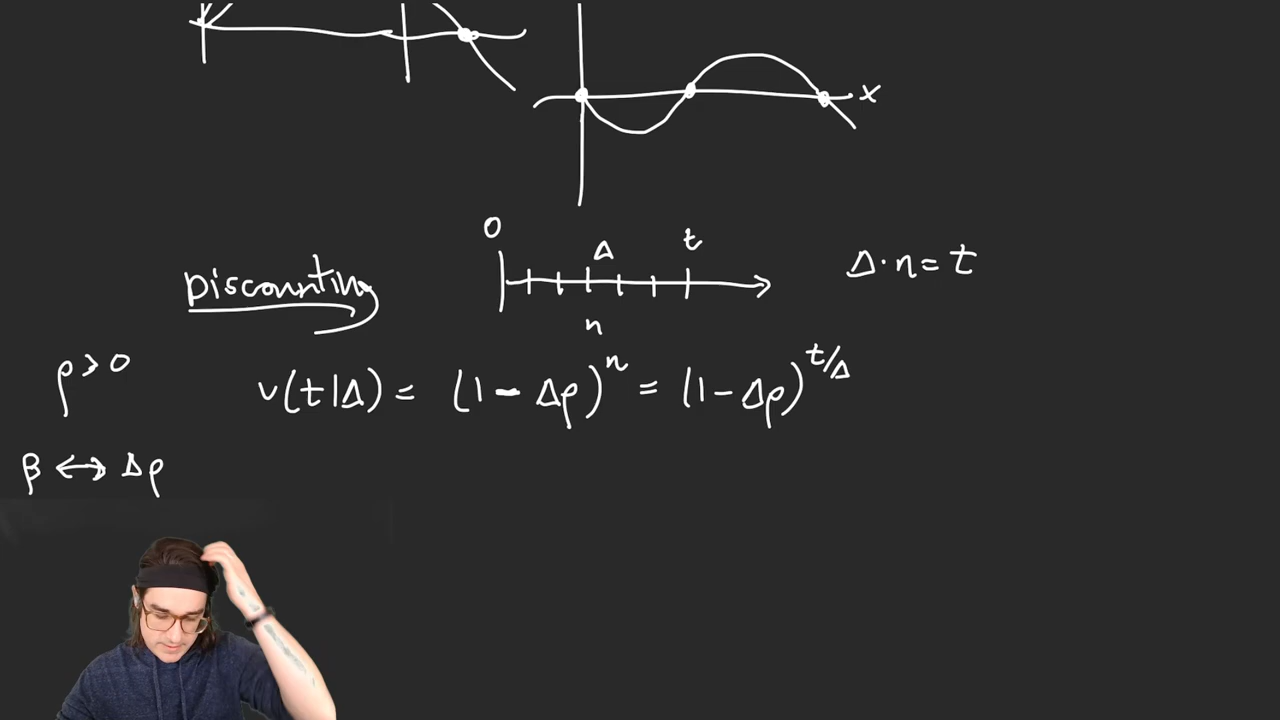 x
0 Δ t Δ·n = t
Discounting
n
ρ > 0 v(t|Δ) = (1 - Δρ)^n = (1 - Δρ)^{t/Δ}
β ↔ Δρ